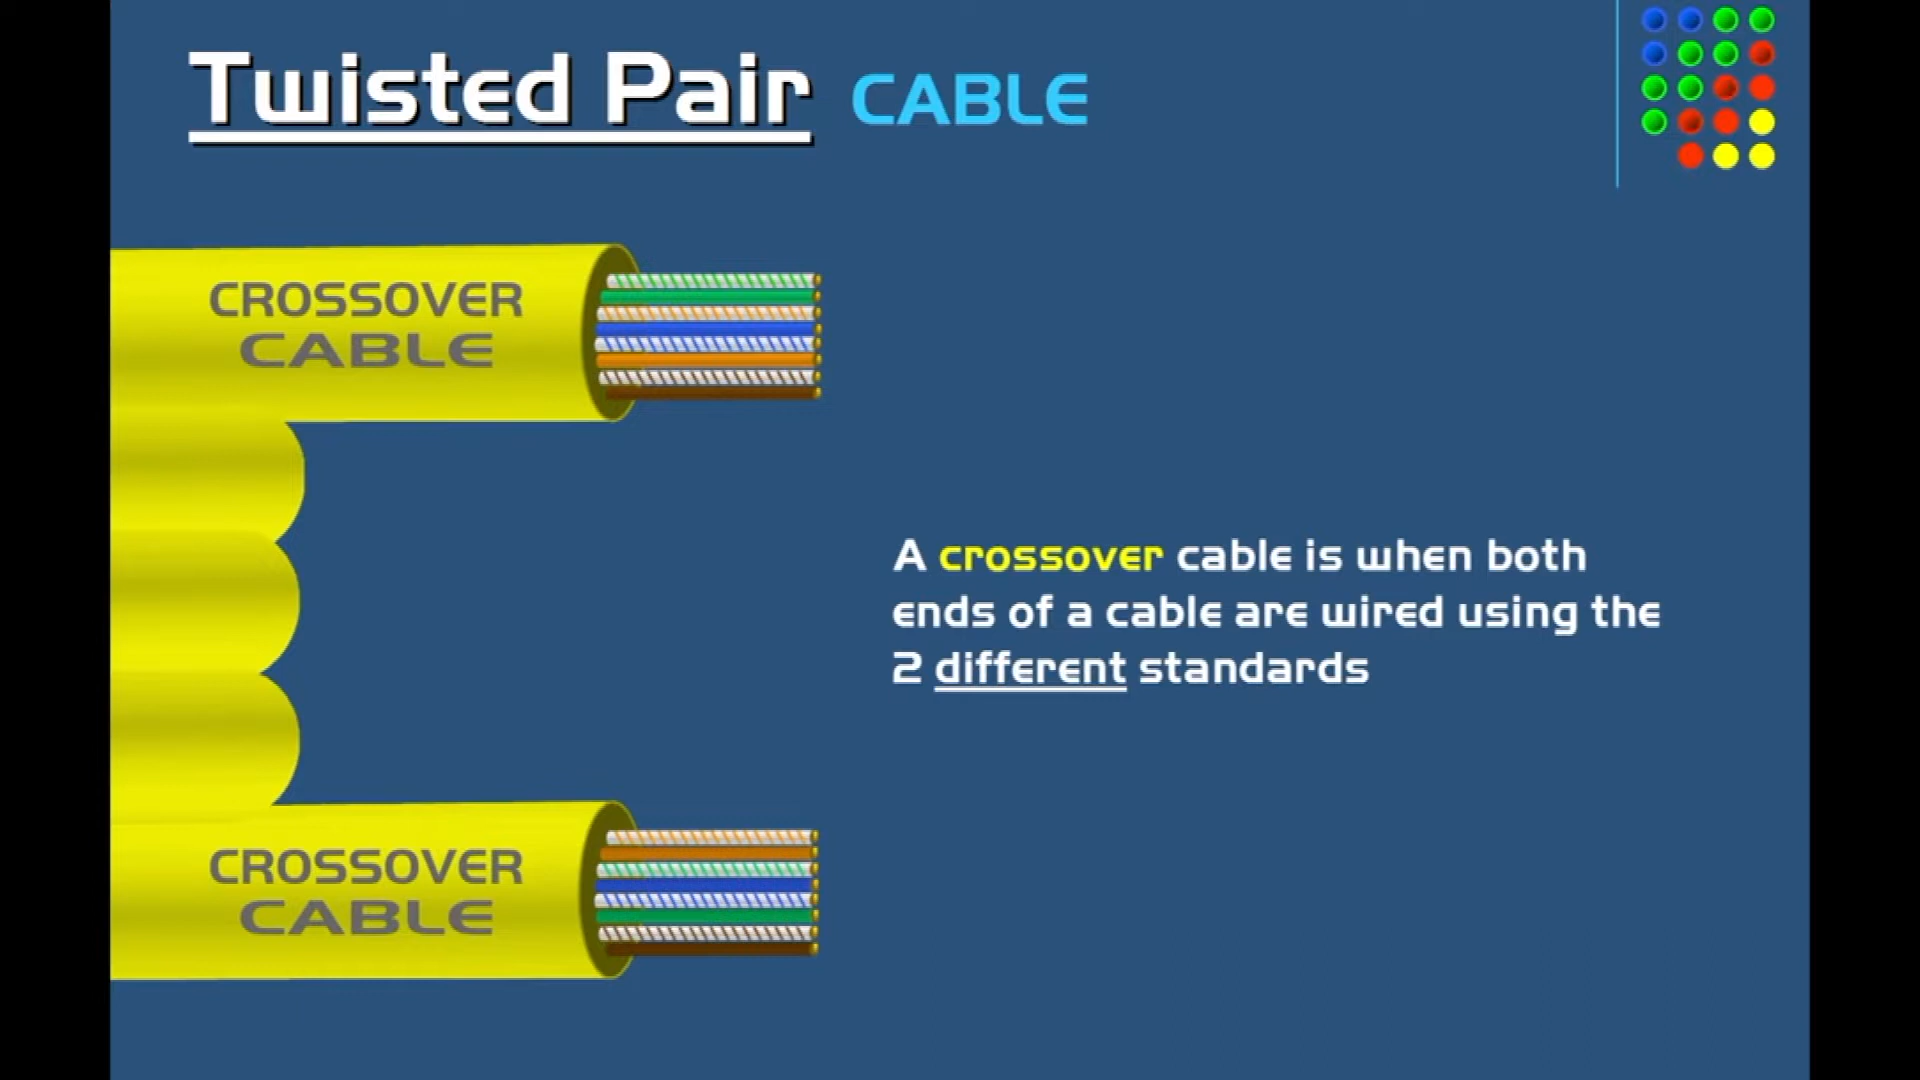 Twisted Pair CABLE
CROSSOVER
CABLE
A crossover cable is when both
ends of a cable are wired using the
2 different standards
CROSSOVER
CABLE